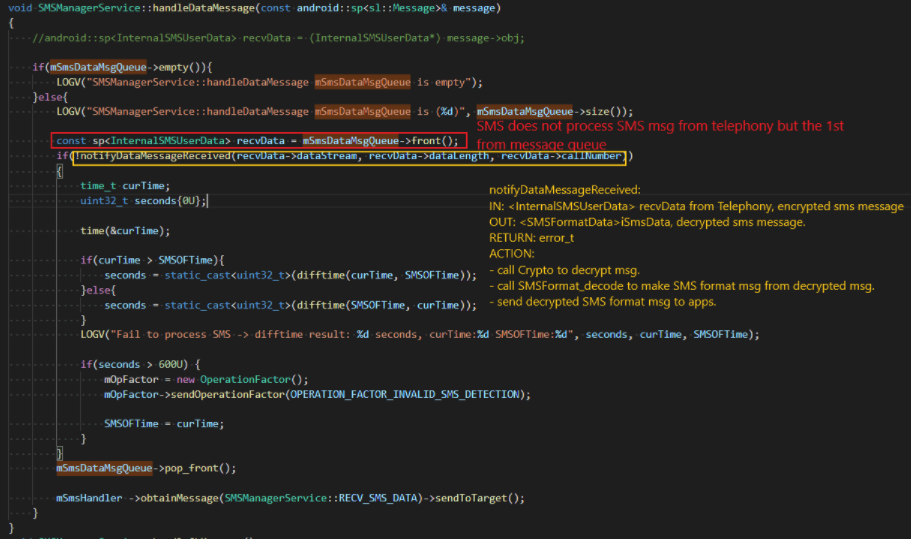 void SMSManagerService::handleDataMessage(const android::sp<sl::Message>& message)
{
//android::sp<InternalSMSUserData> recvData = (InternalSMSUserData*) message->obj;
if(mSmsDataMsgQueue->empty()){
LOGV("SMSManagerService::handleDataMessage mSmsDataMsgQueue is empty");
}else{
LOGV("SMSManagerService::handleDataMessage mSmsDataMsgQueue is (%d)", mSmsDataMsgQueue->size());
const sp<InternalSMSUserData> recvData = mSmsDataMsgQueue->front();
SMS does not process SMS msg from telephony but the 1st
from message queue
if(!notifyDataMessageReceived(recvData->dataStream, recvData->dataLength, recvData->callNumber))
{
time_t curTime;
uint32_t seconds{0U};
time(&curTime);
if(curTime > SMSOFTime){
seconds = static_cast<uint32_t>(difftime(curTime, SMSOFTime));
}else{
seconds = static_cast<uint32_t>(difftime(SMSOFTime, curTime));
}
notifyDataMessageReceived:
IN: <InternalSMSUserData> recvData from Telephony, encrypted sms message
OUT: <SMSFormatData>iSmsData, decrypted sms message.
RETURN: error_t
ACTION:
- call Crypto to decrypt msg.
- call SMSFormat_decode to make SMS format msg from decrypted msg.
- send decrypted SMS format msg to apps.
LOGV("Fail to process SMS -> difftime result: %d seconds, curTime:%d SMSOFTime:%d", seconds, curTime, SMSOFTime);
if(seconds > 600U) {
mOpFactor = new OperationFactor();
mOpFactor->sendOperationFactor(OPERATION_FACTOR_INVALID_SMS_DETECTION);
SMSOFTime = curTime;
}
}
mSmsDataMsgQueue->pop_front();
mSmsHandler ->obtainMessage(SMSManagerService::RECV_SMS_DATA)->sendToTarget();
}
}